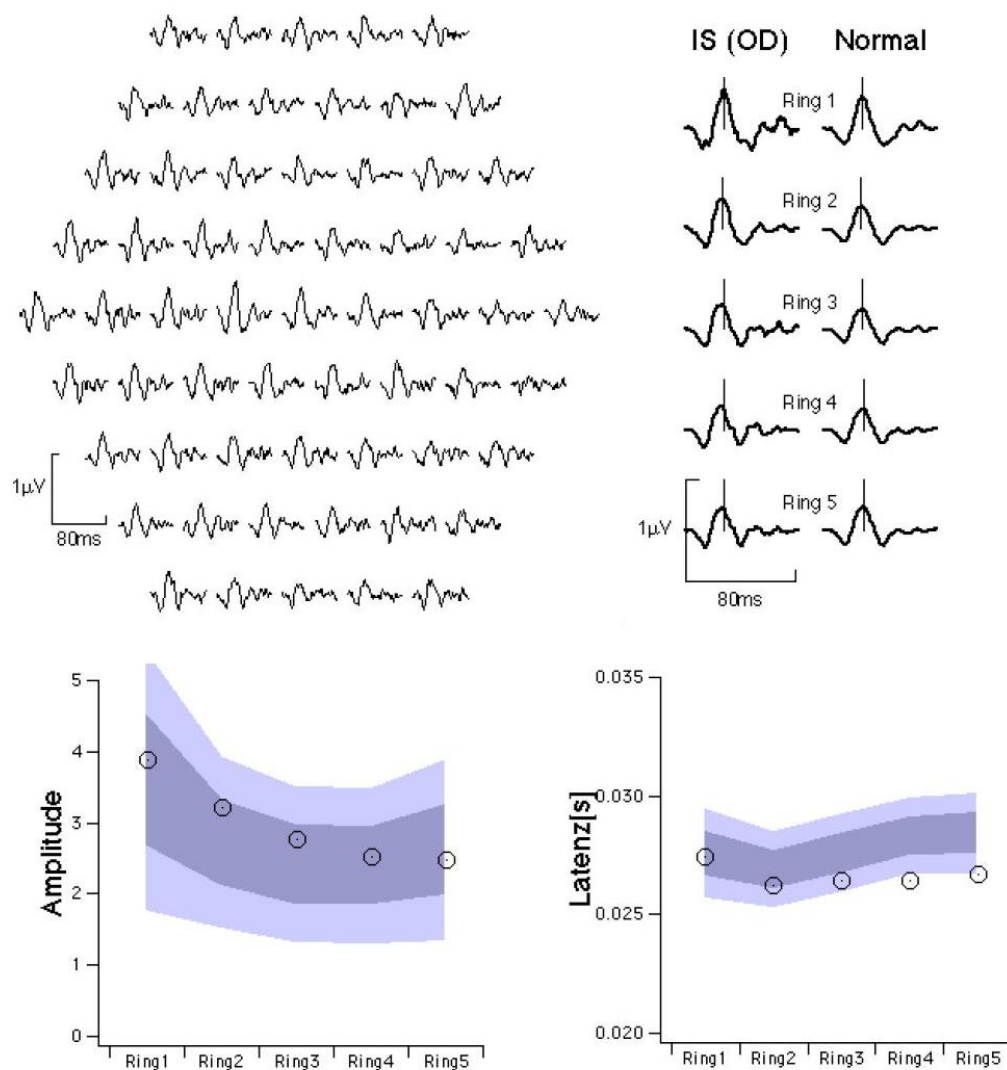 IS (OD) Normal
Ring 1
Ring 2
Ring 3
Ring 4
Ring 5
1µV
80ms
1µV
80ms
5
4
3
2
1
0
Amplitude
Ring1 Ring2 Ring3 Ring4 Ring5
0.035
0.030
0.025
0.020
Latenz[s]
Ring1 Ring2 Ring3 Ring4 Ring5